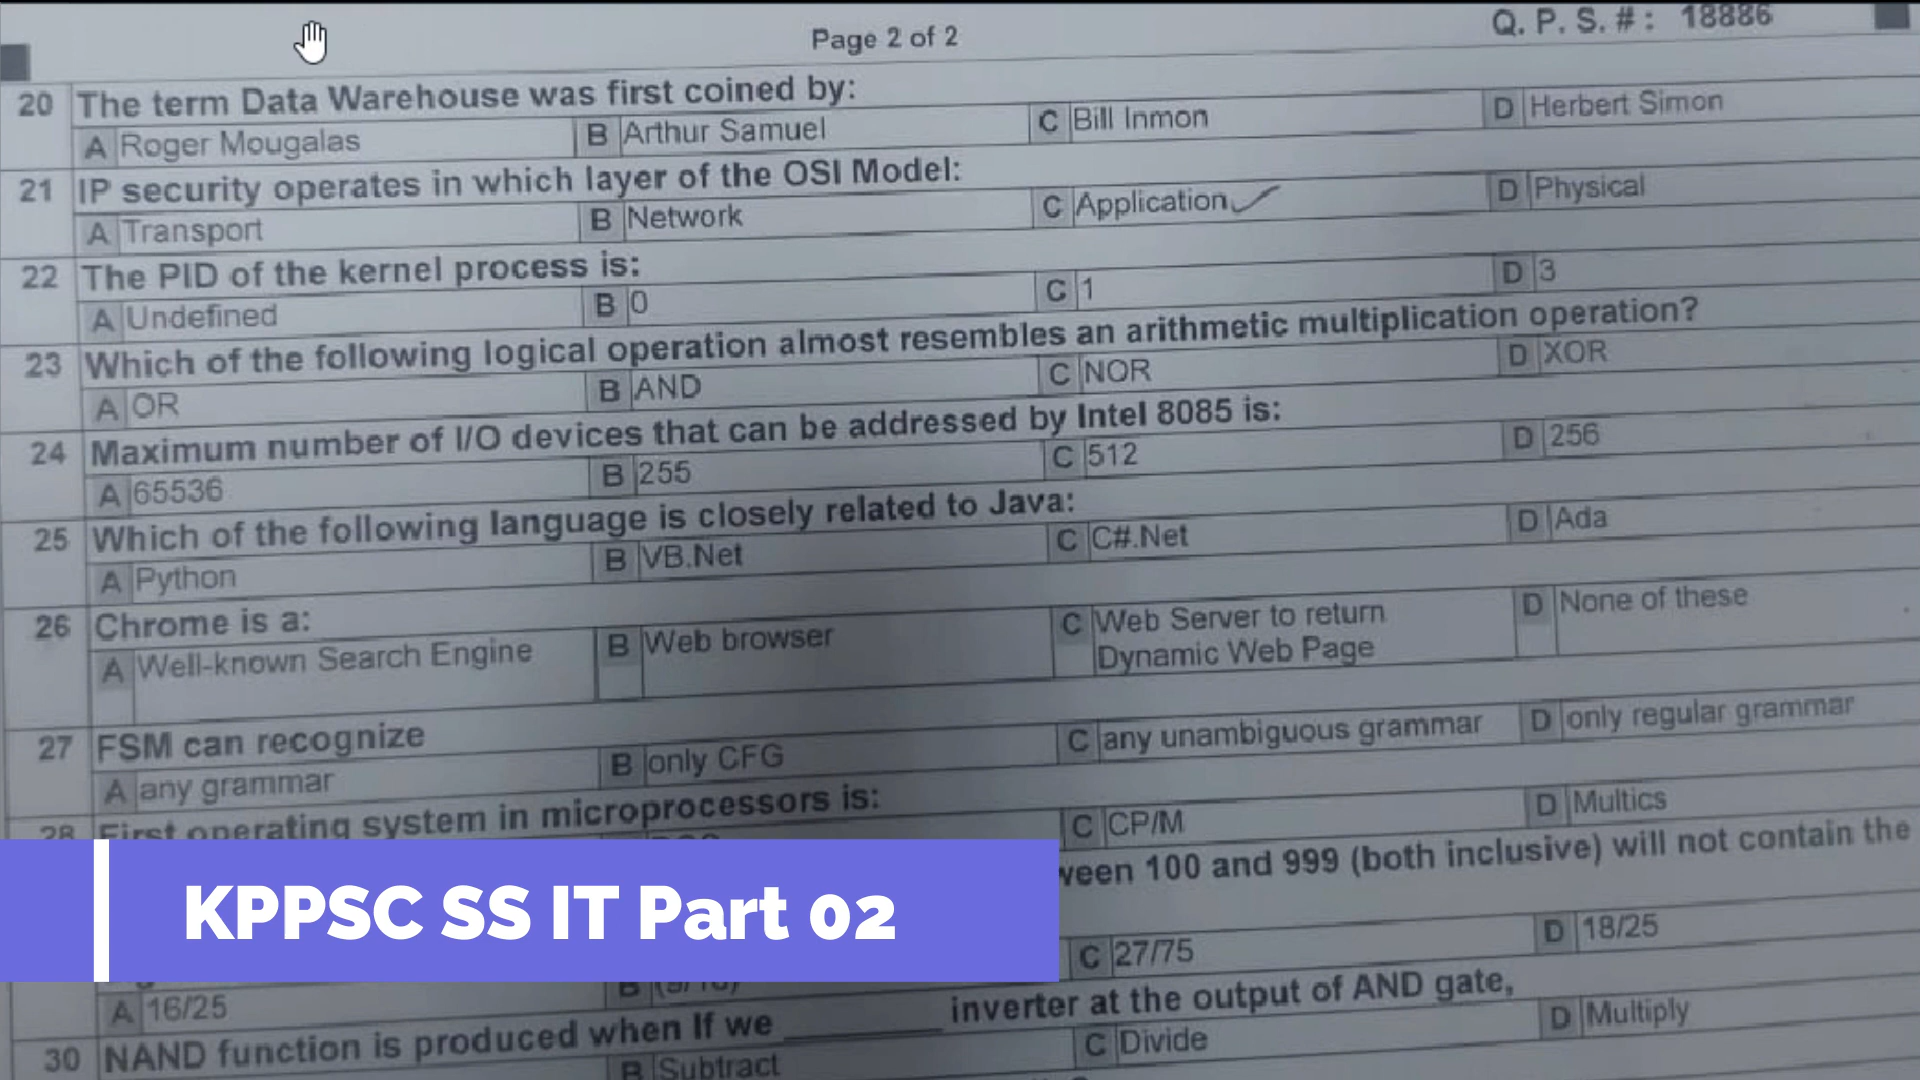 Page 2 of 2
Q. P. S. # : 18886
20 The term Data Warehouse was first coined by:
A Roger Mougalas B Arthur Samuel C Bill Inmon D Herbert Simon
21 IP security operates in which layer of the OSI Model:
A Transport B Network C Application D Physical
22 The PID of the kernel process is:
A Undefined B 0 C 1 D 3
23 Which of the following logical operation almost resembles an arithmetic multiplication operation?
A OR B AND C NOR D XOR
24 Maximum number of I/O devices that can be addressed by Intel 8085 is:
A 65536 B 255 C 512 D 256
25 Which of the following language is closely related to Java:
A Python B VB.Net C C#.Net D Ada
26 Chrome is a:
A Well-known Search Engine B Web browser C Web Server to return D None of these
Dynamic Web Page
27 FSM can recognize
A any grammar B only CFG C any unambiguous grammar D only regular grammar
28 First operating system in microprocessors is:
C CP/M D Multics
100 and 999 (both inclusive) will not contain the
KPPSC SS IT Part 02
A 16/25 B C 27/75 D 18/25
30 NAND function is produced when If we ________ inverter at the output of AND gate,
B Subtract C Divide D Multiply